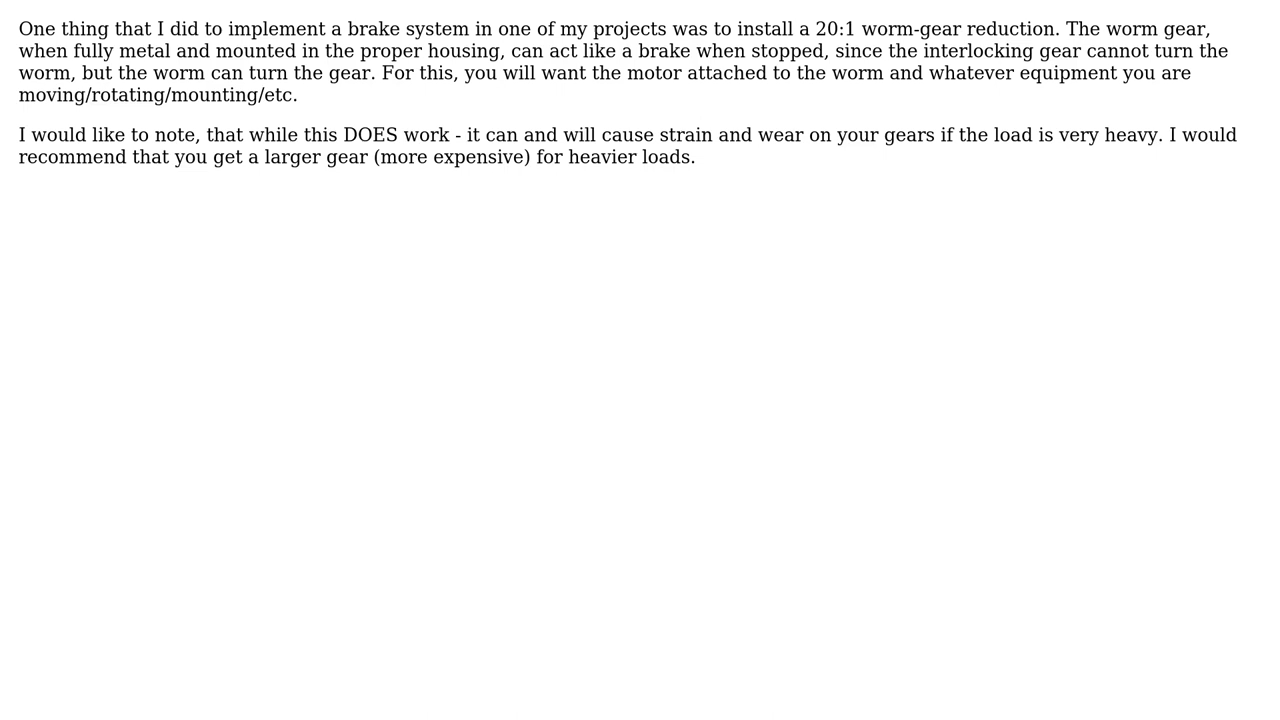 One thing that I did to implement a brake system in one of my projects was to install a 20:1 worm-gear reduction. The worm gear,
when fully metal and mounted in the proper housing, can act like a brake when stopped, since the interlocking gear cannot turn the
worm, but the worm can turn the gear. For this, you will want the motor attached to the worm and whatever equipment you are
moving/rotating/mounting/etc.
I would like to note, that while this DOES work - it can and will cause strain and wear on your gears if the load is very heavy. I would
recommend that you get a larger gear (more expensive) for heavier loads.